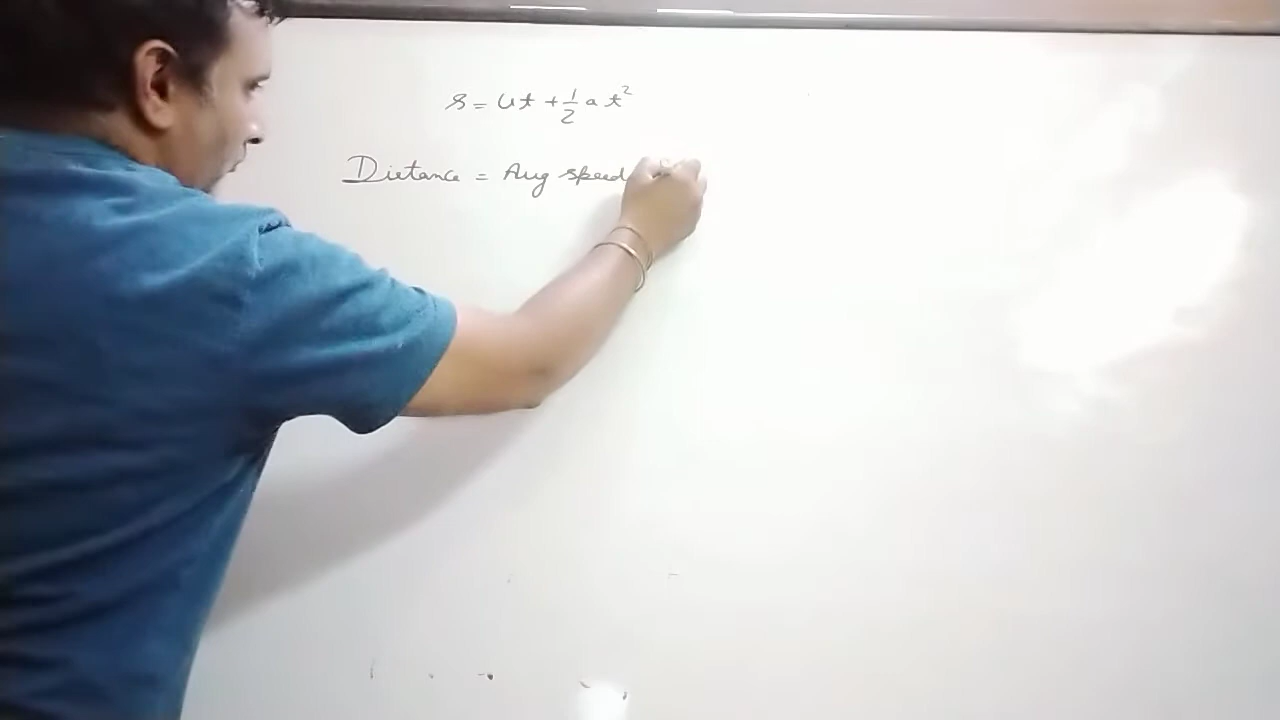 s = ut + 1/2 at²
Distance = Avg speed